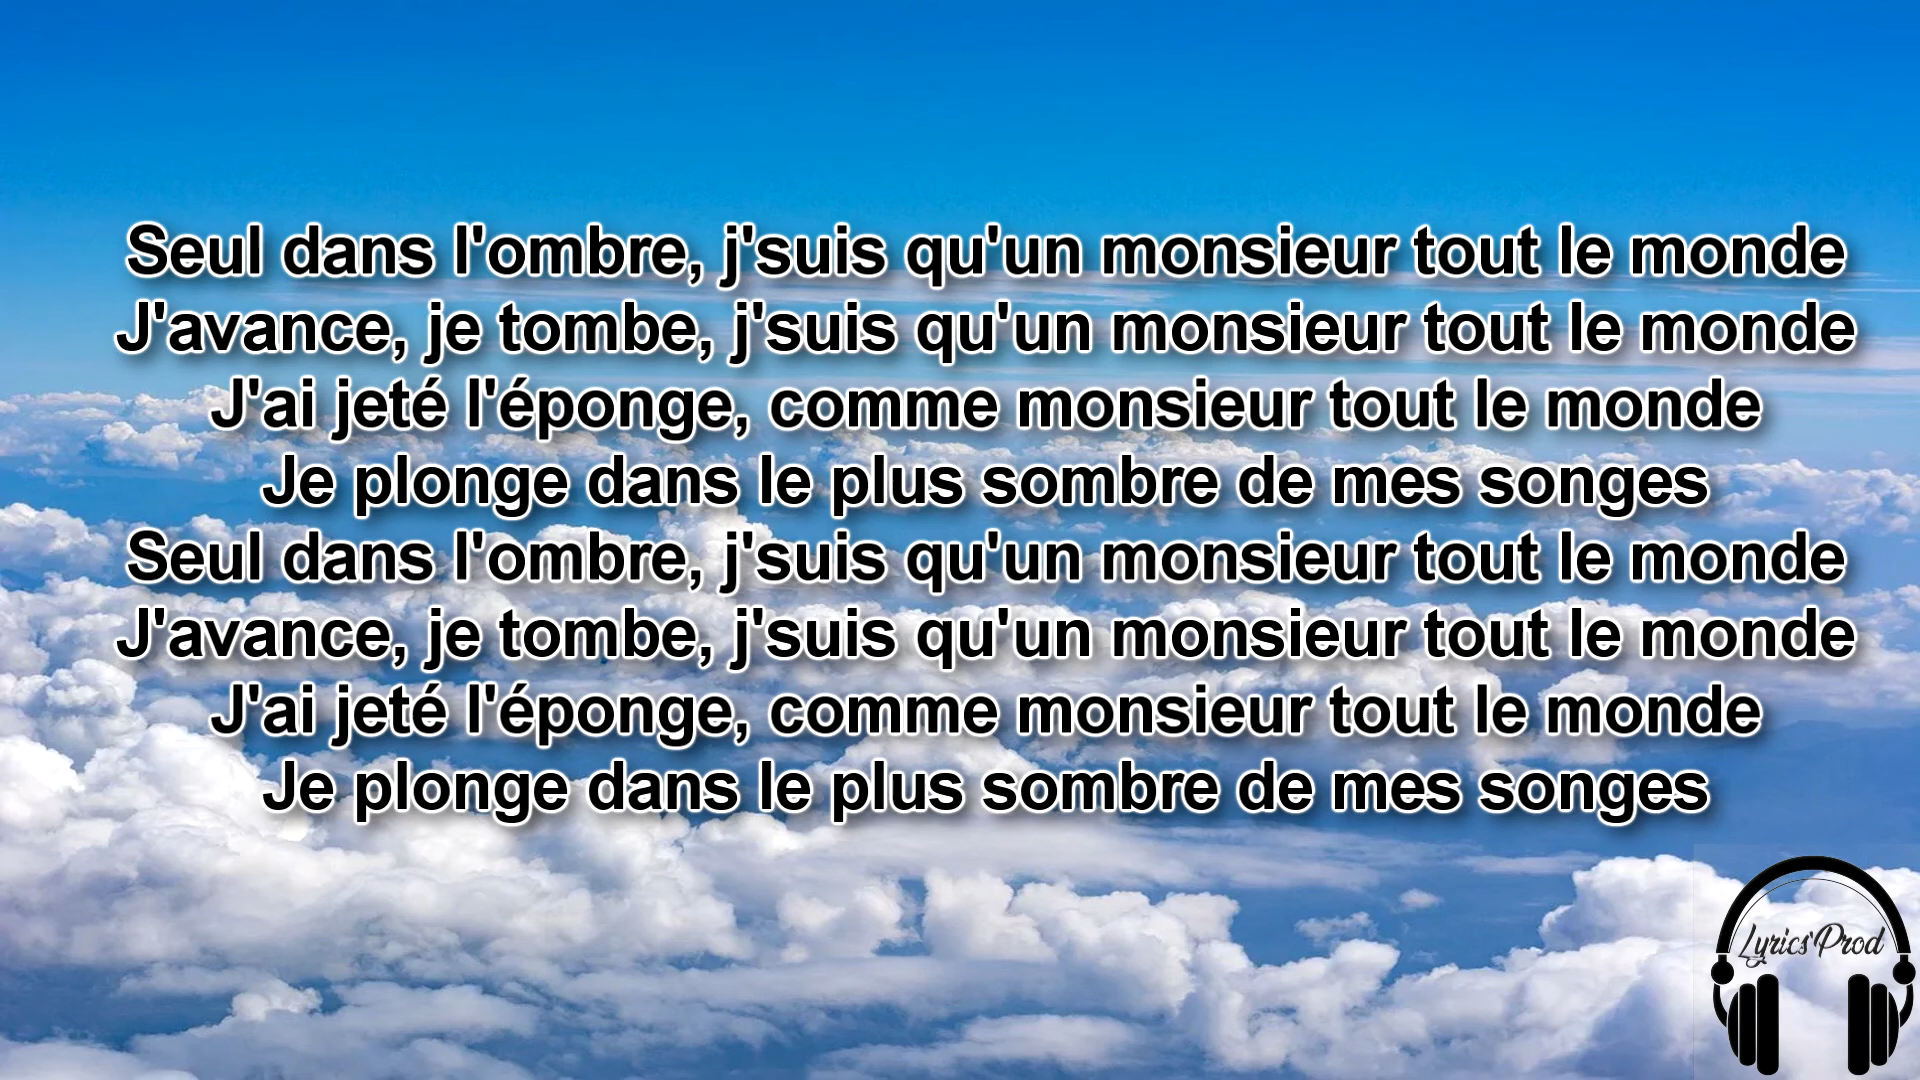 Seul dans l'ombre, j'suis qu'un monsieur tout le monde
J'avance, je tombe, j'suis qu'un monsieur tout le monde
J'ai jeté l'éponge, comme monsieur tout le monde
Je plonge dans le plus sombre de mes songes
Seul dans l'ombre, j'suis qu'un monsieur tout le monde
J'avance, je tombe, j'suis qu'un monsieur tout le monde
J'ai jeté l'éponge, comme monsieur tout le monde
Je plonge dans le plus sombre de mes songes
Lyrics'Prod